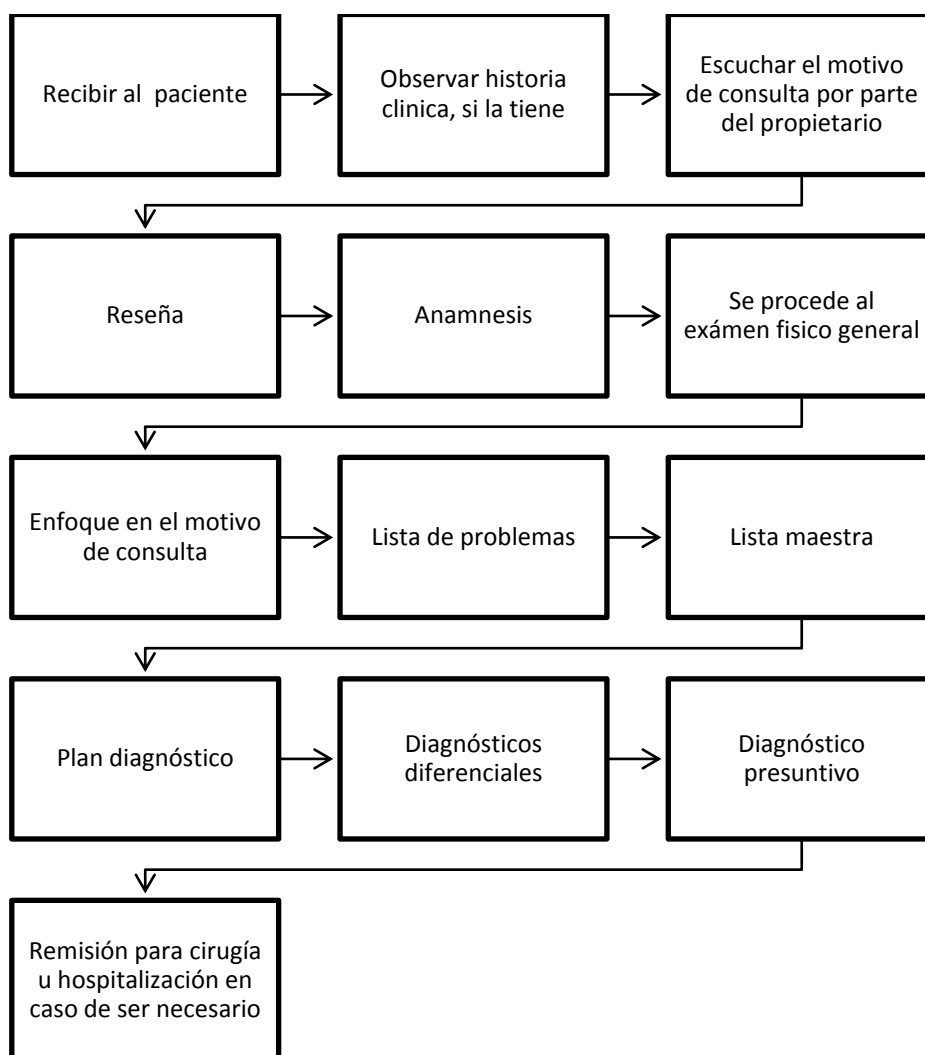 Recibir al  paciente
Observar historia
clinica, si la tiene
Escuchar el motivo
de consulta por parte
del propietario
Reseña
Anamnesis
Se procede al
exámen fisico general
Enfoque en el motivo
de consulta
Lista de problemas
Lista maestra
Plan diagnóstico
Diagnósticos
diferenciales
Diagnóstico
presuntivo
Remisión para cirugía
u hospitalización en
caso de ser necesario